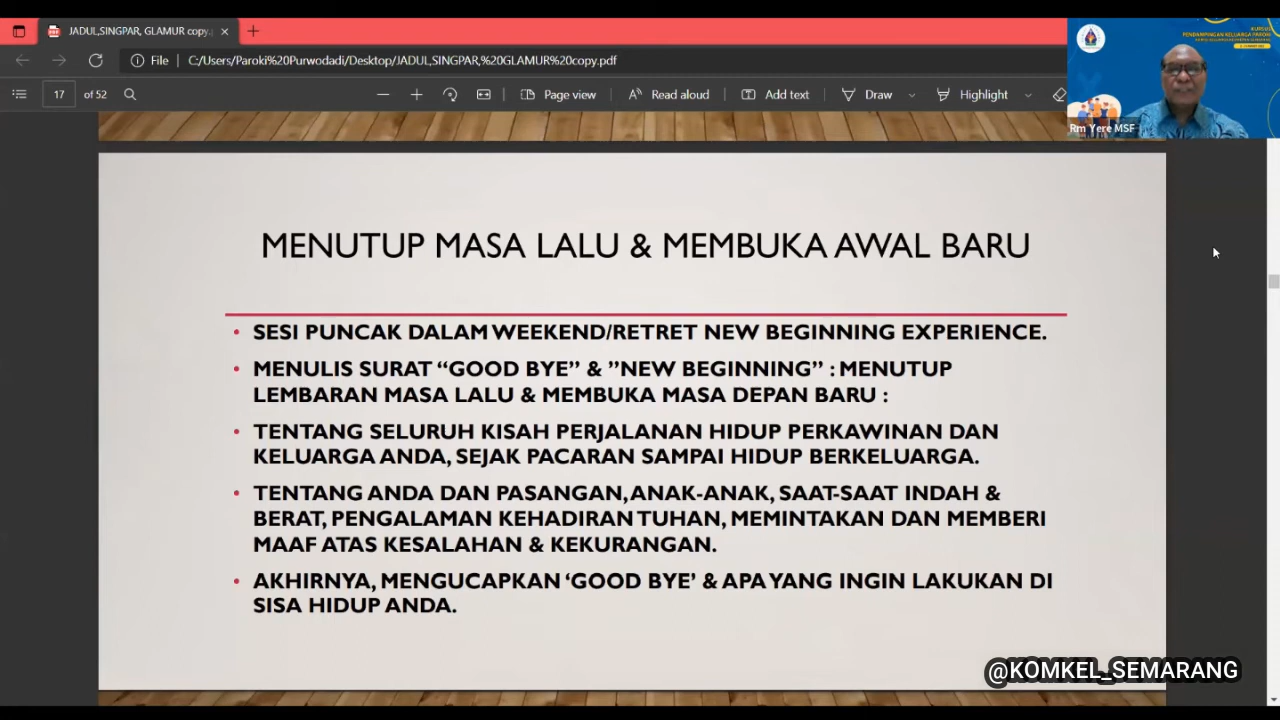 JADUL,SINGPAR, GLAMUR copy.
File
C:/Users/Paroki%20Purwodadi/Desktop/JADUL,SINGPAR,%20GLAMUR%20copy.pdf
17 of 52
Page view
Read aloud
Add text
Draw
Highlight
KURSUS
PENDAMPINGAN KELUARGA PAROKI
Rm Yere MSF
MENUTUP MASA LALU & MEMBUKA AWAL BARU
• SESI PUNCAK DALAM WEEKEND/RETRET NEW BEGINNING EXPERIENCE.
• MENULIS SURAT “GOOD BYE” & ”NEW BEGINNING” : MENUTUP
LEMBARAN MASA LALU & MEMBUKA MASA DEPAN BARU :
• TENTANG SELURUH KISAH PERJALANAN HIDUP PERKAWINAN DAN
KELUARGA ANDA, SEJAK PACARAN SAMPAI HIDUP BERKELUARGA.
• TENTANG ANDA DAN PASANGAN, ANAK-ANAK, SAAT-SAAT INDAH &
BERAT, PENGALAMAN KEHADIRAN TUHAN, MEMINTAKAN DAN MEMBERI
MAAF ATAS KESALAHAN & KEKURANGAN.
• AKHIRNYA, MENGUCAPKAN ‘GOOD BYE’ & APA YANG INGIN LAKUKAN DI
SISA HIDUP ANDA.
@KOMKEL_SEMARANG